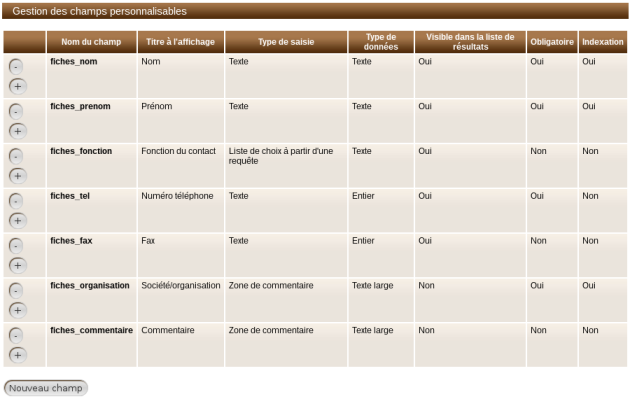 Gestion des champs personnalisables
Nom du champ Titre à l'affichage Type de saisie Type de données Visible dans la liste de résultats Obligatoire Indexation
-
+
fiches_nom Nom Texte Texte Oui Oui Oui
-
+
fiches_prenom Prénom Texte Texte Oui Oui Oui
-
+
fiches_fonction Fonction du contact Liste de choix á partir d'une requête Texte Oui Non Non
-
+
fiches_tel Numéro téléphone Texte Entier Oui Oui Non
-
+
fiches_fax Fax Texte Entier Oui Non Non
-
+
fiches_organisation Société/organisation Zone de commentaire Texte large Non Oui Oui
-
+
fiches_commentaire Commentaire Zone de commentaire Texte large Non Non Non
-
+
Nouveau champ